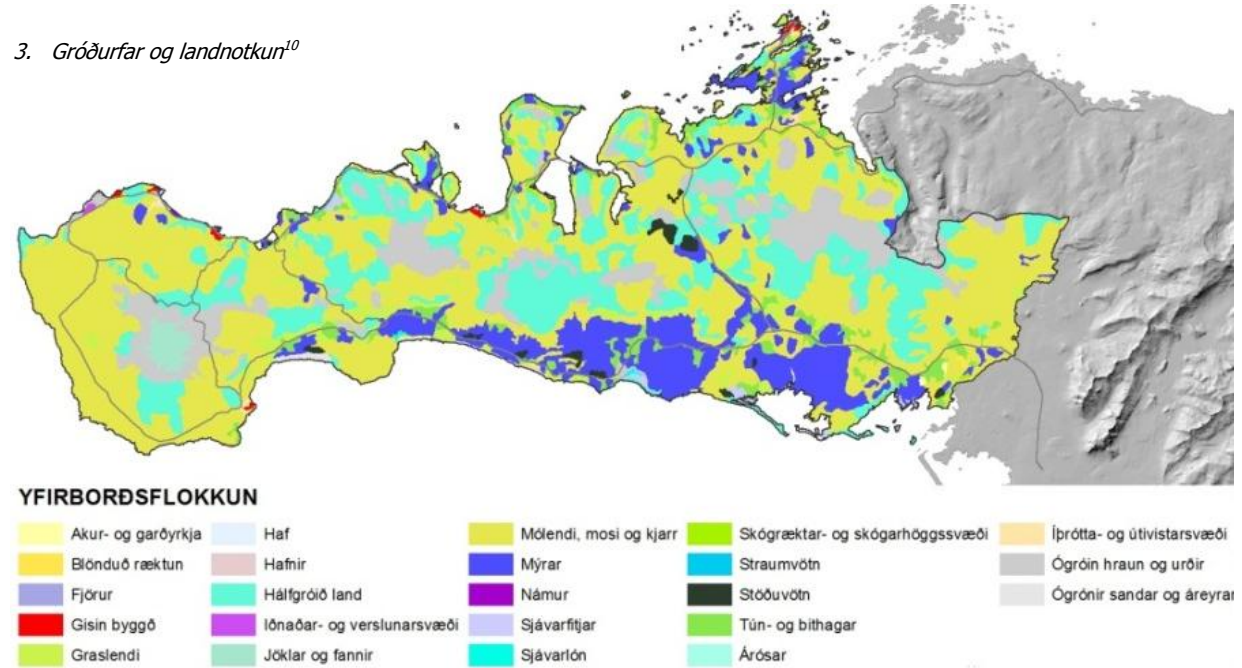 3. Gróðurfar og landnotkun10
YFIRBORÐSFLOKKUN
Akur- og garðyrkja
Blönduð ræktun
Fjörur
Gisin byggð
Graslendi
Haf
Hafnir
Hálfgróið land
Iðnaðar- og verslunarsvæði
Jöklar og fannir
Mólendi, mosi og kjarr
Mýrar
Námur
Sjávarfitjar
Sjávarlón
Skógræktar- og skógarhöggssvæði
Straumvötn
Stöðuvötn
Tún- og bithagar
Árósar
Íþrótta- og útivistarsvæði
Ógróin hraun og urðir
Ógrónir sandar og áreyrar